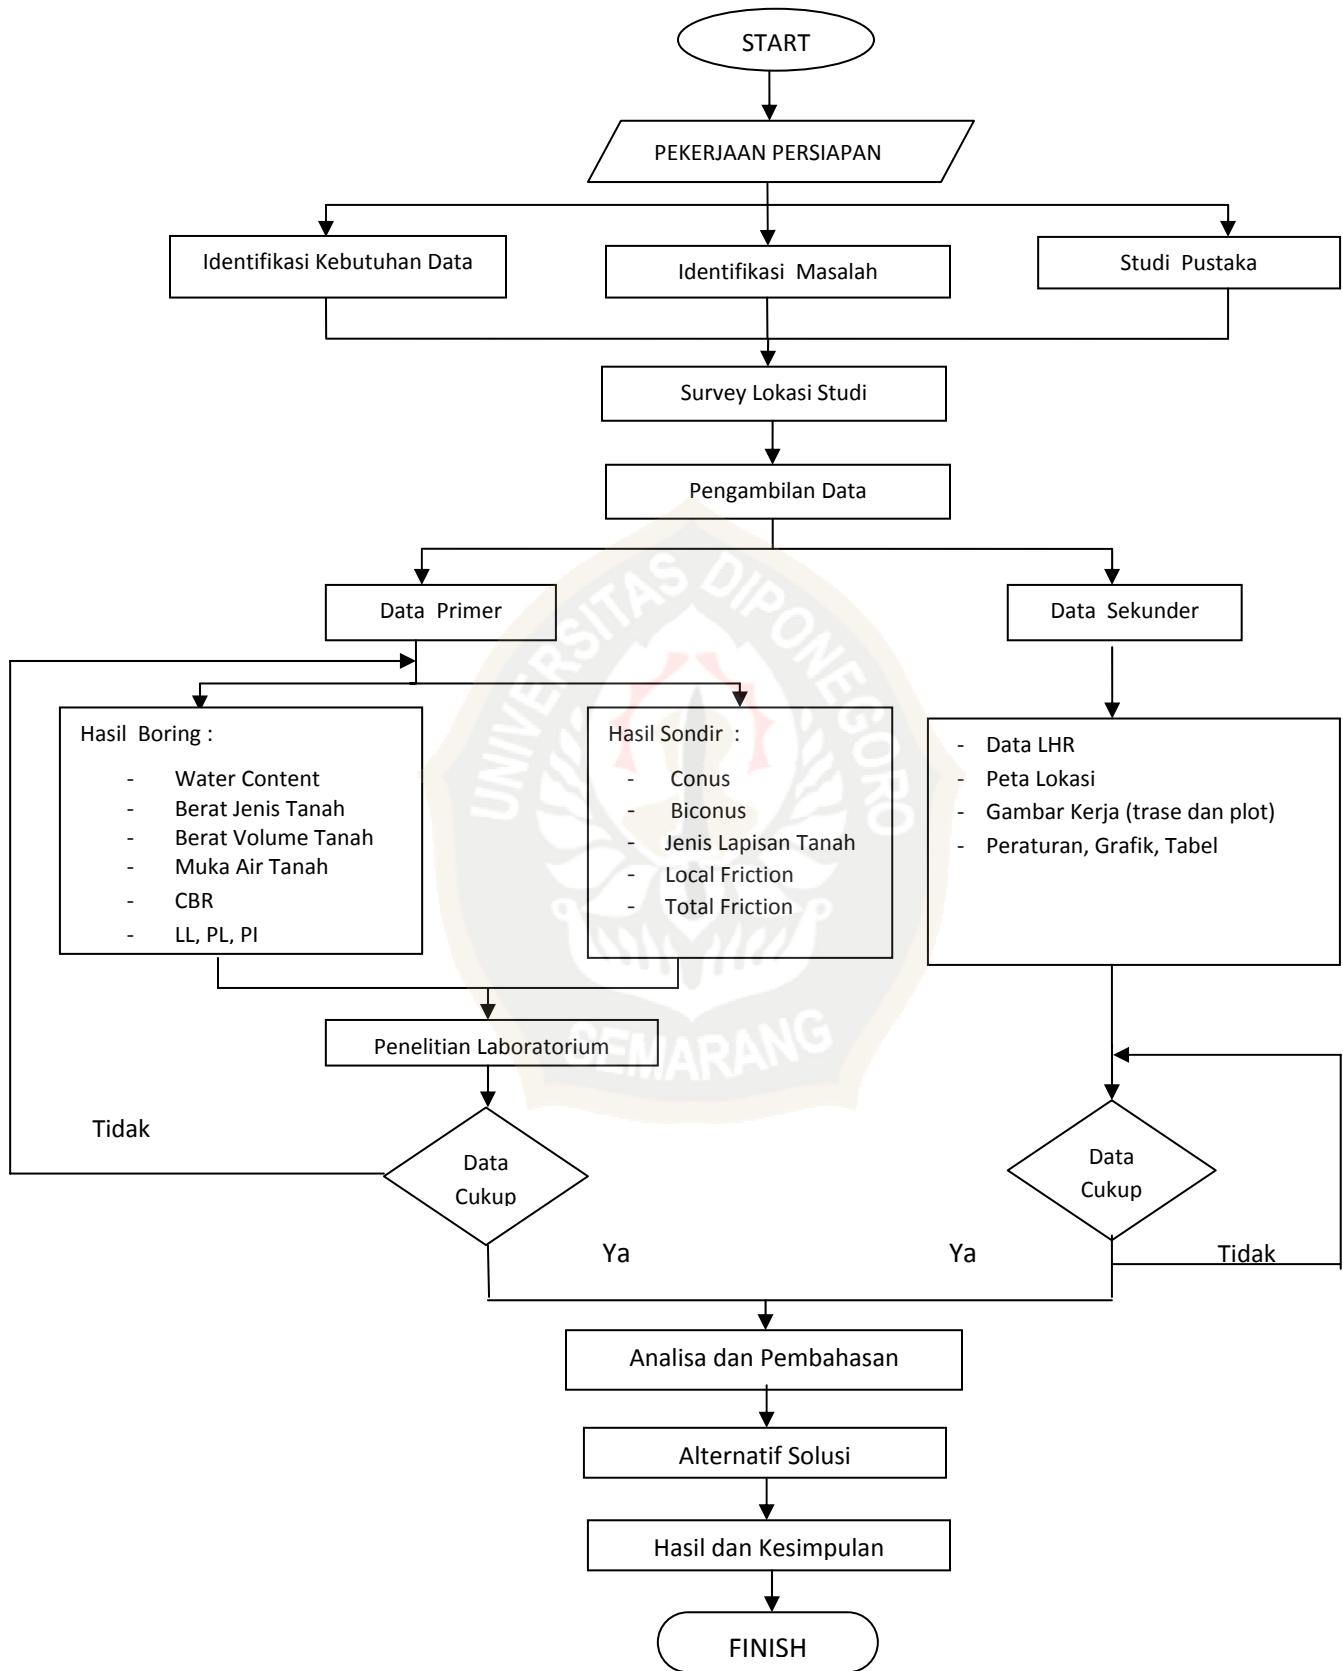 START
PEKERJAAN PERSIAPAN
Identifikasi Kebutuhan Data
Identifikasi Masalah
Studi Pustaka
Survey Lokasi Studi
Pengambilan Data
Data Primer
Data Sekunder
Hasil Boring :
- Water Content
- Berat Jenis Tanah
- Berat Volume Tanah
- Muka Air Tanah
- CBR
- LL, PL, PI
Hasil Sondir :
- Conus
- Biconus
- Jenis Lapisan Tanah
- Local Friction
- Total Friction
- Data LHR
- Peta Lokasi
- Gambar Kerja (trase dan plot)
- Peraturan, Grafik, Tabel
UNIVERSITAS DIPONEGORO
SEMARANG
Penelitian Laboratorium
Tidak
Data
Cukup
Data
Cukup
Ya
Ya
Tidak
Analisa dan Pembahasan
Alternatif Solusi
Hasil dan Kesimpulan
FINISH